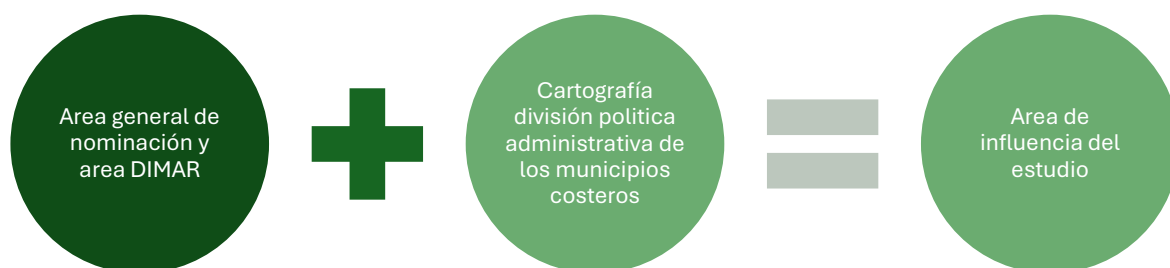 Area general de
nominación y
area DIMAR
Cartografía
división politica
administrativa de
los municipios
costeros
Area de
influencia del
estudio